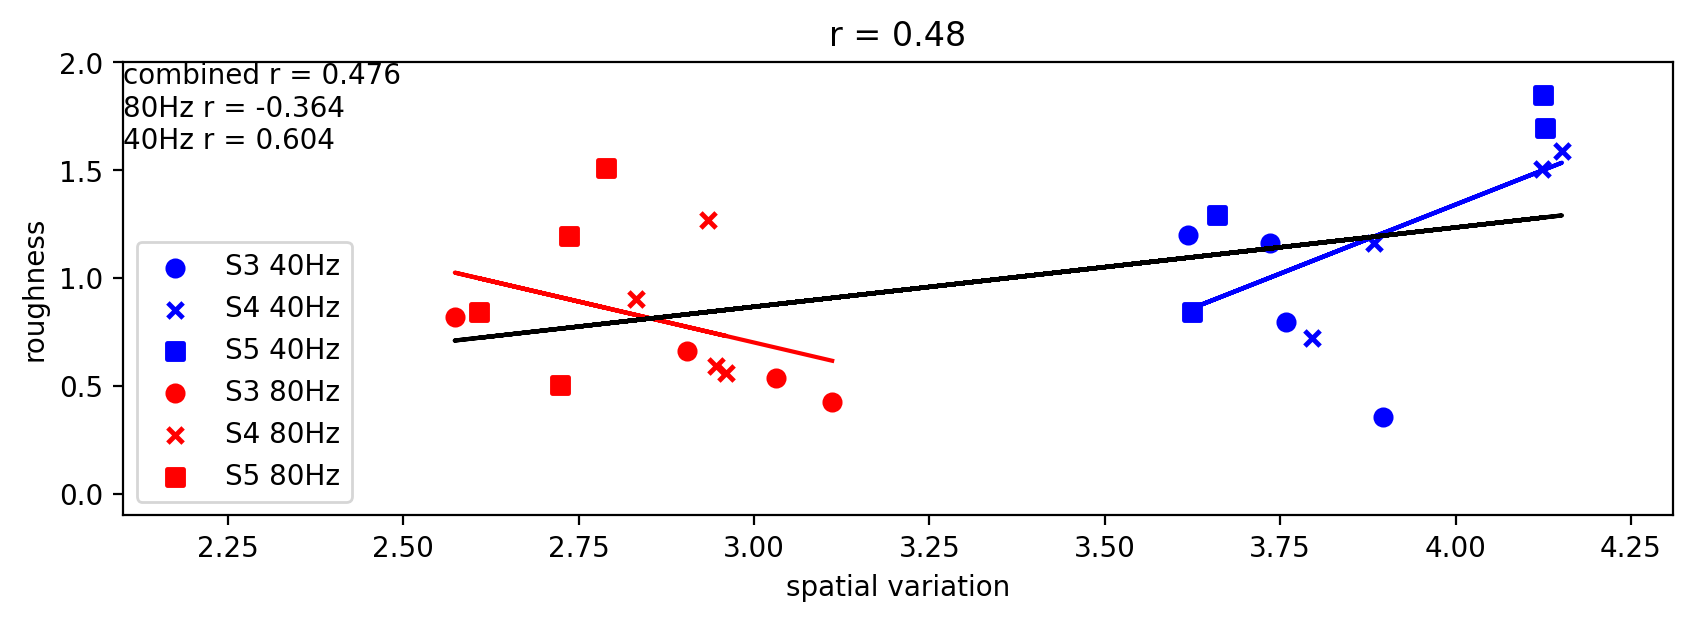 r = 0.48
combined r = 0.476
80Hz r = -0.364
40Hz r = 0.604
2.0
1.5
1.0
0.5
0.0
roughness
S3 40Hz
S4 40Hz
S5 40Hz
S3 80Hz
S4 80Hz
S5 80Hz
2.25 2.50 2.75 3.00 3.25 3.50 3.75 4.00 4.25
spatial variation